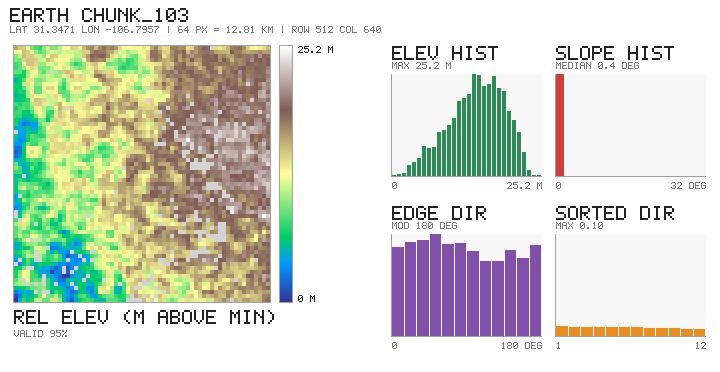 EARTH CHUNK_103
LAT 31.3471 LON -106.7957 | 64 PX = 12.81 KM | ROW 512 COL 640
25.2 M
0 M
REL ELEV (M ABOVE MIN)
VALID 95%
ELEV HIST
MAX 25.2 M
0 25.2 M
SLOPE HIST
MEDIAN 0.4 DEG
0 32 DEG
EDGE DIR
MOD 180 DEG
0 180 DEG
SORTED DIR
MAX 0.10
1 12